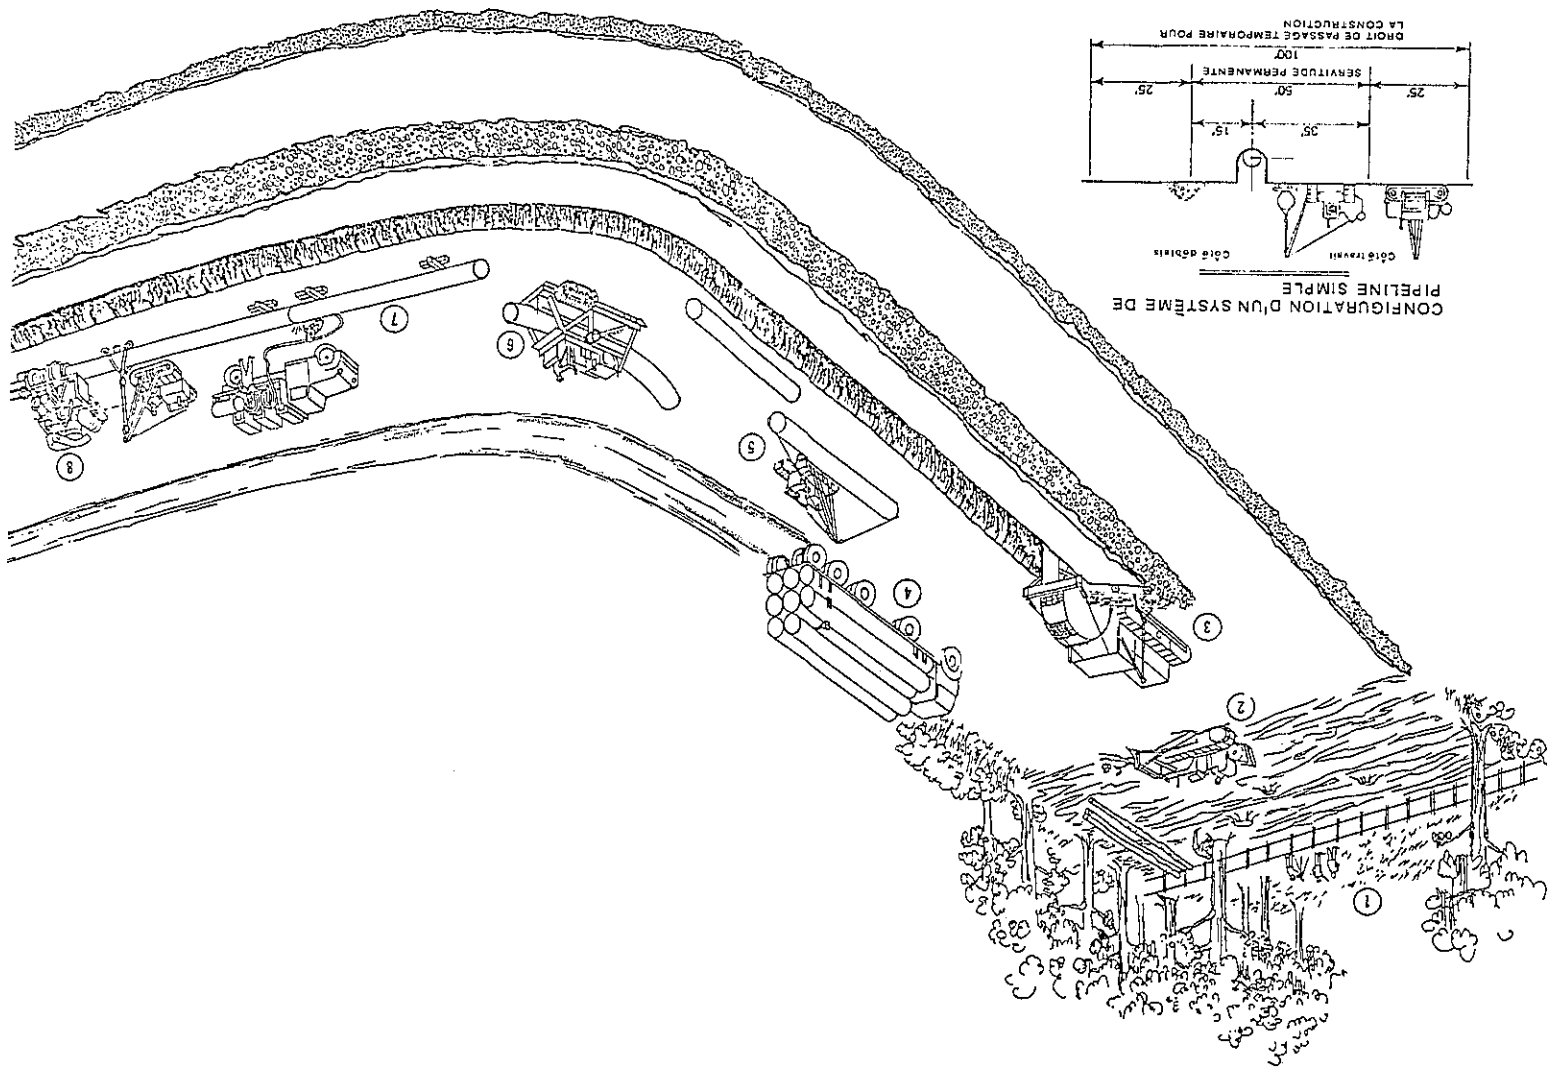 1
2
3
4
5
6
7
8
CONFIGURATION D'UN SYSTÈME DE
PIPELINE SIMPLE
Côté travail Côté déblais
35' 15'
25' 50' 25'
SERVITUDE PERMANENTE
100'
DROIT DE PASSAGE TEMPORAIRE POUR
LA CONSTRUCTION